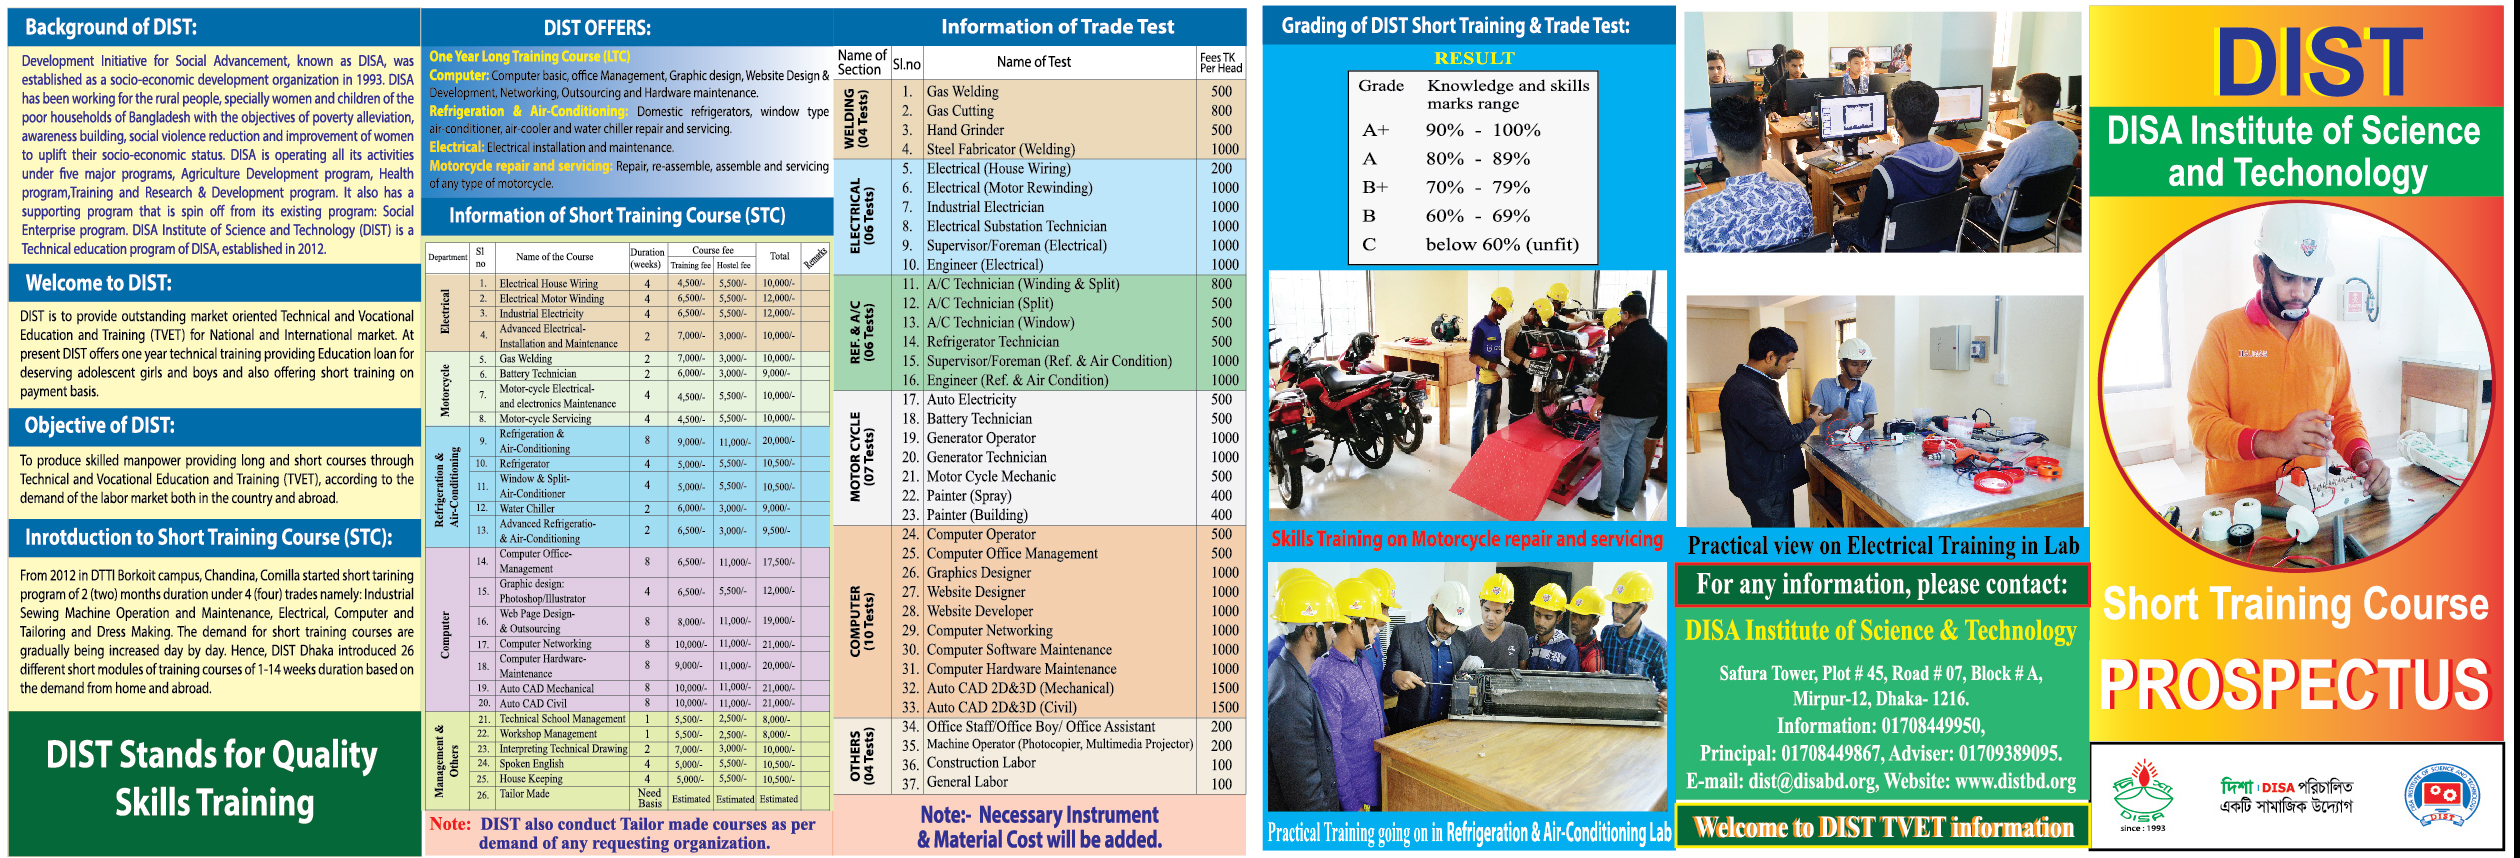 Background of DIST:
Development Initiative for Social Advancement, known as DISA, was
established as a socio-economic development organization in 1993. DISA
has been working for the rural people, specially women and children of the
poor households of Bangladesh with the objectives of poverty alleviation,
awareness building, social violence reduction and improvement of women
to uplift their socio-economic status. DISA is operating all its activities
under five major programs, Agriculture Development program, Health
program,Training and Research & Development program. It also has a
supporting program that is spin off from its existing program: Social
Enterprise program. DISA Institute of Science and Technology (DIST) is a
Technical education program of DISA, established in 2012.
Welcome to DIST:
DIST is to provide outstanding market oriented Technical and Vocational
Education and Training (TVET) for National and International market. At
present DIST offers one year technical training providing Education loan for
deserving adolescent girls and boys and also offering short training on
payment basis.
Objective of DIST:
To produce skilled manpower providing long and short courses through
Technical and Vocational Education and Training (TVET), according to the
demand of the labor market both in the country and abroad.
Inrotduction to Short Training Course (STC):
From 2012 in DTTI Borkoit campus, Chandina, Comilla started short tarining
program of 2 (two) months duration under 4 (four) trades namely: Industrial
Sewing Machine Operation and Maintenance, Electrical, Computer and
Tailoring and Dress Making. The demand for short training courses are
gradually being increased day by day. Hence, DIST Dhaka introduced 26
different short modules of training courses of 1-14 weeks duration based on
the demand from home and abroad.
DIST Stands for Quality
Skills Training
DIST OFFERS:
One Year Long Training Course (LTC)
Computer: Computer basic, office Management, Graphic design, Website Design &
Development, Networking, Outsourcing and Hardware maintenance.
Refrigeration & Air-Conditioning: Domestic refrigerators, window type
air-conditioner, air-cooler and water chiller repair and servicing.
Electrical: Electrical installation and maintenance.
Motorcycle repair and servicing: Repair, re-assemble, assemble and servicing
of any type of motorcycle.
Information of Short Training Course (STC)
Department Sl no Name of the Course Duration (weeks) Course fee Training fee Hostel fee Total Remarks
Electrical
1. Electrical House Wiring 4 4,500/- 5,500/- 10,000/-
2. Electrical Motor Winding 4 6,500/- 5,500/- 12,000/-
3. Industrial Electricity 4 6,500/- 5,500/- 12,000/-
4. Advanced Electrical-
Installation and Maintenance 2 7,000/- 3,000/- 10,000/-
Motorcycle
5. Gas Welding 2 7,000/- 3,000/- 10,000/-
6. Battery Technician 2 6,000/- 3,000/- 9,000/-
7. Motor-cycle Electrical-
and electronics Maintenance 4 4,500/- 5,500/- 10,000/-
8. Motor-cycle Servicing 4 4,500/- 5,500/- 10,000/-
Refrigeration &
Air-Conditioning
9. Refrigeration &
Air-Conditioning 8 9,000/- 11,000/- 20,000/-
10. Refrigerator 4 5,000/- 5,500/- 10,500/-
11. Window & Split-
Air-Conditioner 4 5,000/- 5,500/- 10,500/-
12. Water Chiller 2 6,000/- 3,000/- 9,000/-
13. Advanced Refrigeratio-
& Air-Conditioning 2 6,500/- 3,000/- 9,500/-
Computer
14. Computer Office-
Management 8 6,500/- 11,000/- 17,500/-
15. Graphic design:
Photoshop/Illustrator 4 6,500/- 5,500/- 12,000/-
16. Web Page Design-
& Outsourcing 8 8,000/- 11,000/- 19,000/-
17. Computer Networking 8 10,000/- 11,000/- 21,000/-
18. Computer Hardware-
Maintenance 8 9,000/- 11,000/- 20,000/-
19. Auto CAD Mechanical 8 10,000/- 11,000/- 21,000/-
20. Auto CAD Civil 8 10,000/- 11,000/- 21,000/-
Management &
Others
21. Technical School Management 1 5,500/- 2,500/- 8,000/-
22. Workshop Management 1 5,500/- 2,500/- 8,000/-
23. Interpreting Technical Drawing 2 7,000/- 3,000/- 10,000/-
24. Spoken English 4 5,000/- 5,500/- 10,500/-
25. House Keeping 4 5,000/- 5,500/- 10,500/-
26. Tailor Made Need Basis Estimated Estimated Estimated
Note: DIST also conduct Tailor made courses as per
demand of any requesting organization.
Information of Trade Test
Name of Section Sl.no Name of Test Fees TK Per Head
WELDING
(04 Tests)
1. Gas Welding 500
2. Gas Cutting 800
3. Hand Grinder 500
4. Steel Fabricator (Welding) 1000
ELECTRICAL
(06 Tests)
5. Electrical (House Wiring) 200
6. Electrical (Motor Rewinding) 1000
7. Industrial Electrician 1000
8. Electrical Substation Technician 1000
9. Supervisor/Foreman (Electrical) 1000
10. Engineer (Electrical) 1000
REF. & A/C
(06 Tests)
11. A/C Technician (Winding & Split) 800
12. A/C Technician (Split) 500
13. A/C Technician (Window) 500
14. Refrigerator Technician 500
15. Supervisor/Foreman (Ref. & Air Condition) 1000
16. Engineer (Ref. & Air Condition) 1000
MOTOR CYCLE
(07 Tests)
17. Auto Electricity 500
18. Battery Technician 500
19. Generator Operator 1000
20. Generator Technician 1000
21. Motor Cycle Mechanic 500
22. Painter (Spray) 400
23. Painter (Building) 400
COMPUTER
(10 Tests)
24. Computer Operator 500
25. Computer Office Management 500
26. Graphics Designer 1000
27. Website Designer 1000
28. Website Developer 1000
29. Computer Networking 1000
30. Computer Software Maintenance 1000
31. Computer Hardware Maintenance 1000
32. Auto CAD 2D&3D (Mechanical) 1500
33. Auto CAD 2D&3D (Civil) 1500
OTHERS
(04 Tests)
34. Office Staff/Office Boy/ Office Assistant 200
35. Machine Operator (Photocopier, Multimedia Projector) 200
36. Construction Labor 100
37. General Labor 100
Note:- Necessary Instrument
& Material Cost will be added.
Grading of DIST Short Training & Trade Test:
RESULT
Grade Knowledge and skills
marks range
A+ 90% - 100%
A 80% - 89%
B+ 70% - 79%
B 60% - 69%
C below 60% (unfit)
Skills Training on Motorcycle repair and servicing
Practical Training going on in Refrigeration & Air-Conditioning Lab
Practical view on Electrical Training in Lab
For any information, please contact:
DISA Institute of Science & Technology
Safura Tower, Plot # 45, Road # 07, Block # A,
Mirpur-12, Dhaka- 1216.
Information: 01708449950,
Principal: 01708449867, Adviser: 01709389095.
E-mail: dist@disabd.org, Website: www.distbd.org
Welcome to DIST TVET information
DIST
DISA Institute of Science
and Techonology
Short Training Course
PROSPECTUS
DISA
since : 1993
দিশা । DISA পরিচালিত
একটি সামাজিক উদ্যোগ
DIST